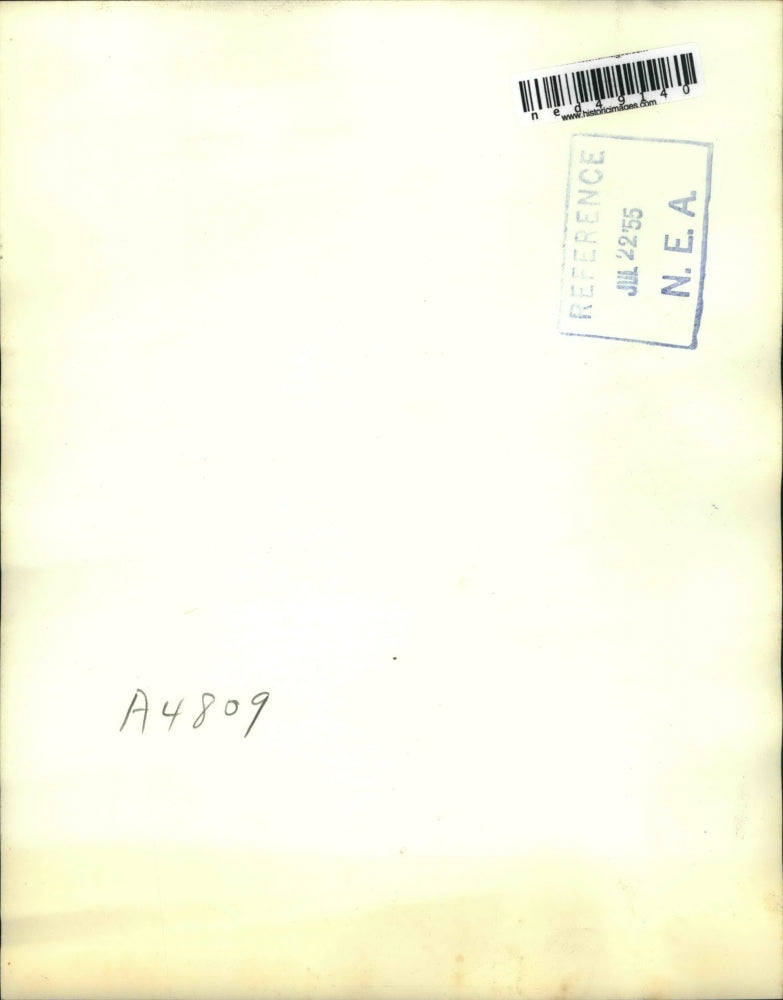 ned49140
www.historicimages.com
REFERENCE
JUL 22 '55
N. E. A.
A4809